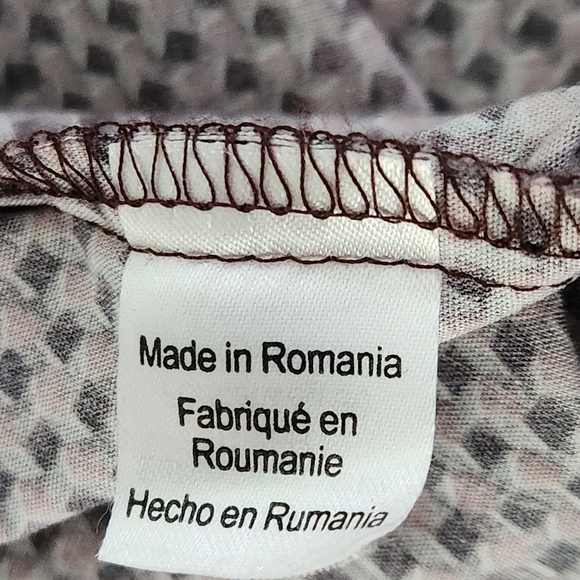 Made in Romania
Fabriqué en
Roumanie
Hecho en Rumania